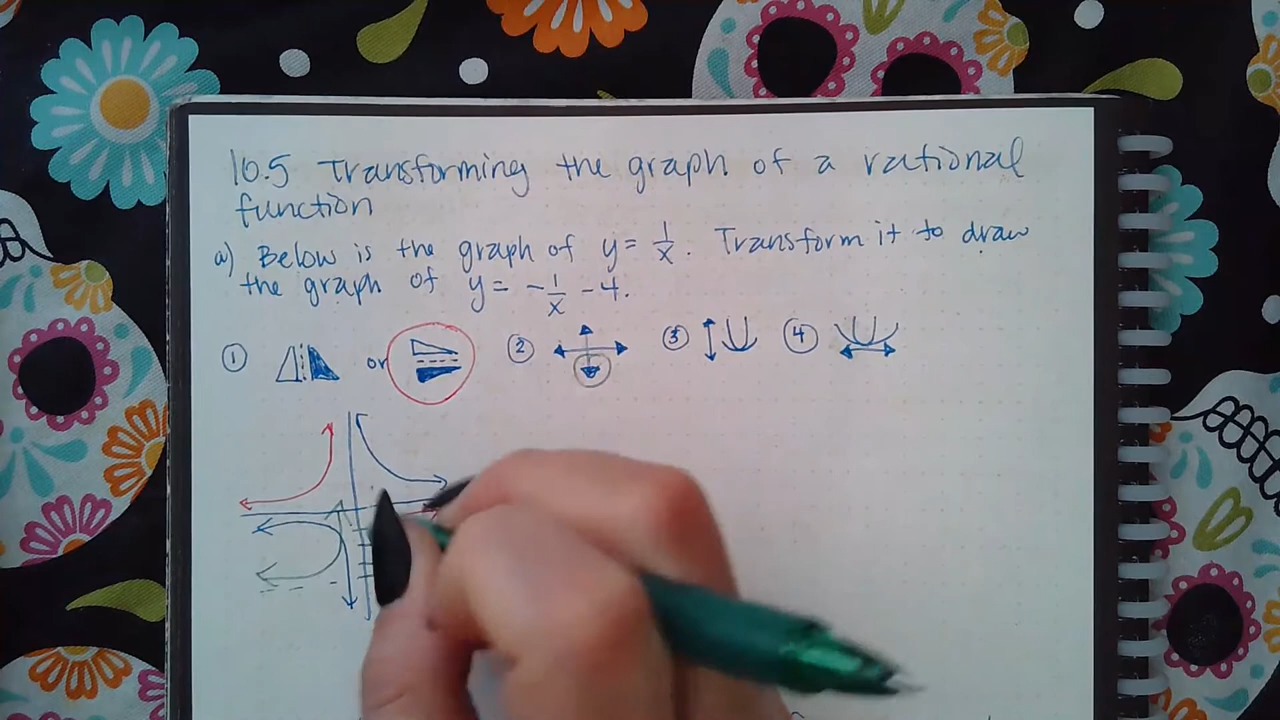 10.5 Transforming the graph of a rational
function
a) Below is the graph of y = 1/x. Transform it to draw
the graph of y = -1/x - 4.
① or ② ③ ④